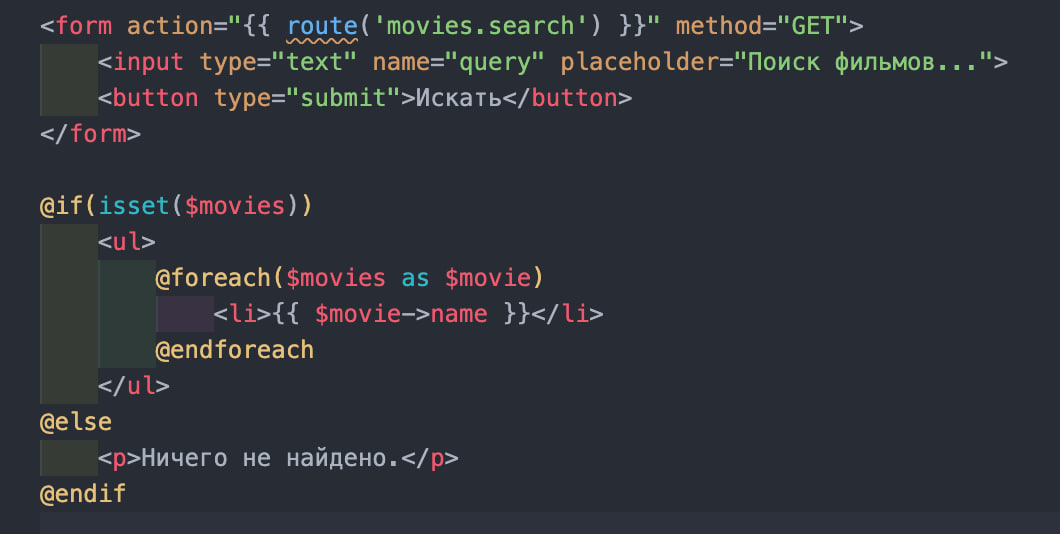 <form action="{{ route('movies.search') }}" method="GET">
    <input type="text" name="query" placeholder="Поиск фильмов...">
    <button type="submit">Искать</button>
</form>

@if(isset($movies))
    <ul>
        @foreach($movies as $movie)
            <li>{{ $movie->name }}</li>
        @endforeach
    </ul>
@else
    <p>Ничего не найдено.</p>
@endif